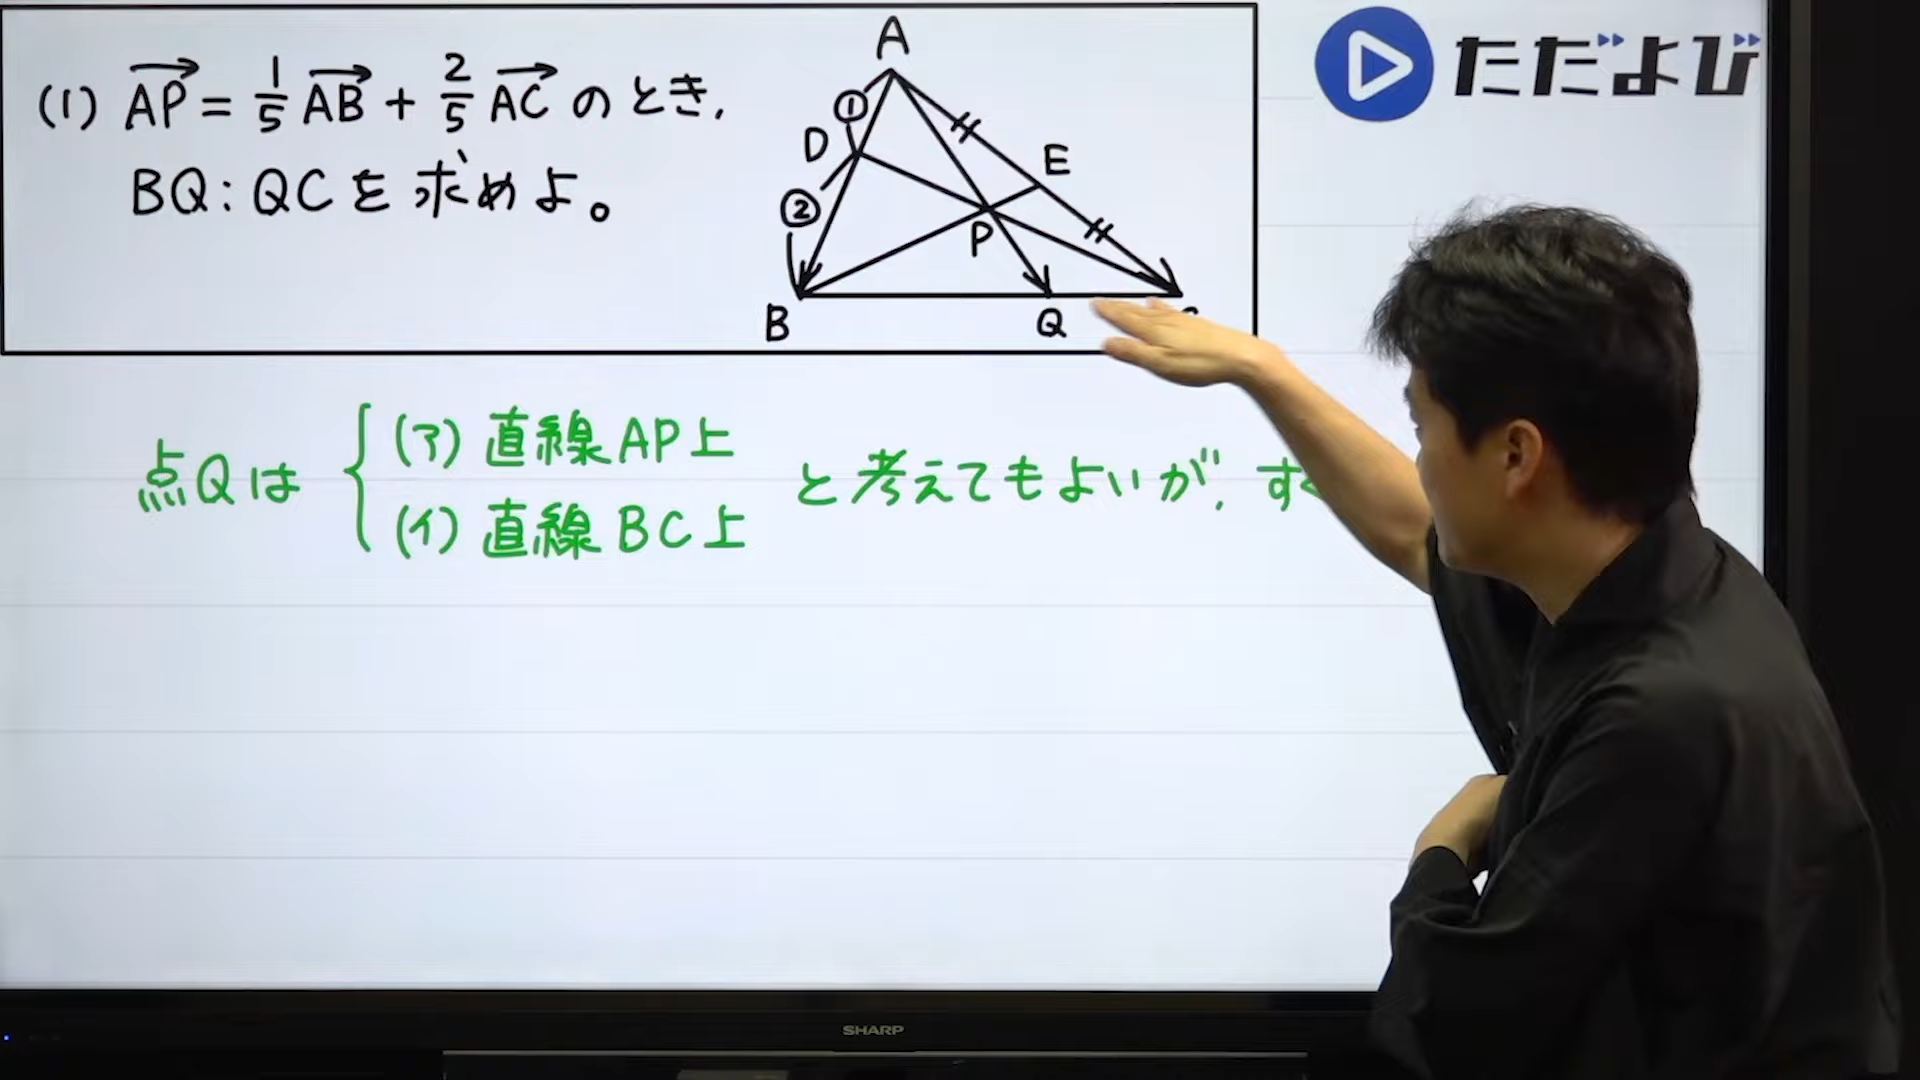 (1) AP = 1/5 AB + 2/5 AC のとき,
BQ:QCを求めよ。
A
①
D
E
②
P
B
Q
ただよび
点Qは
(ア) 直線AP上
(イ) 直線BC上
と考えてもよいが,す
SHARP